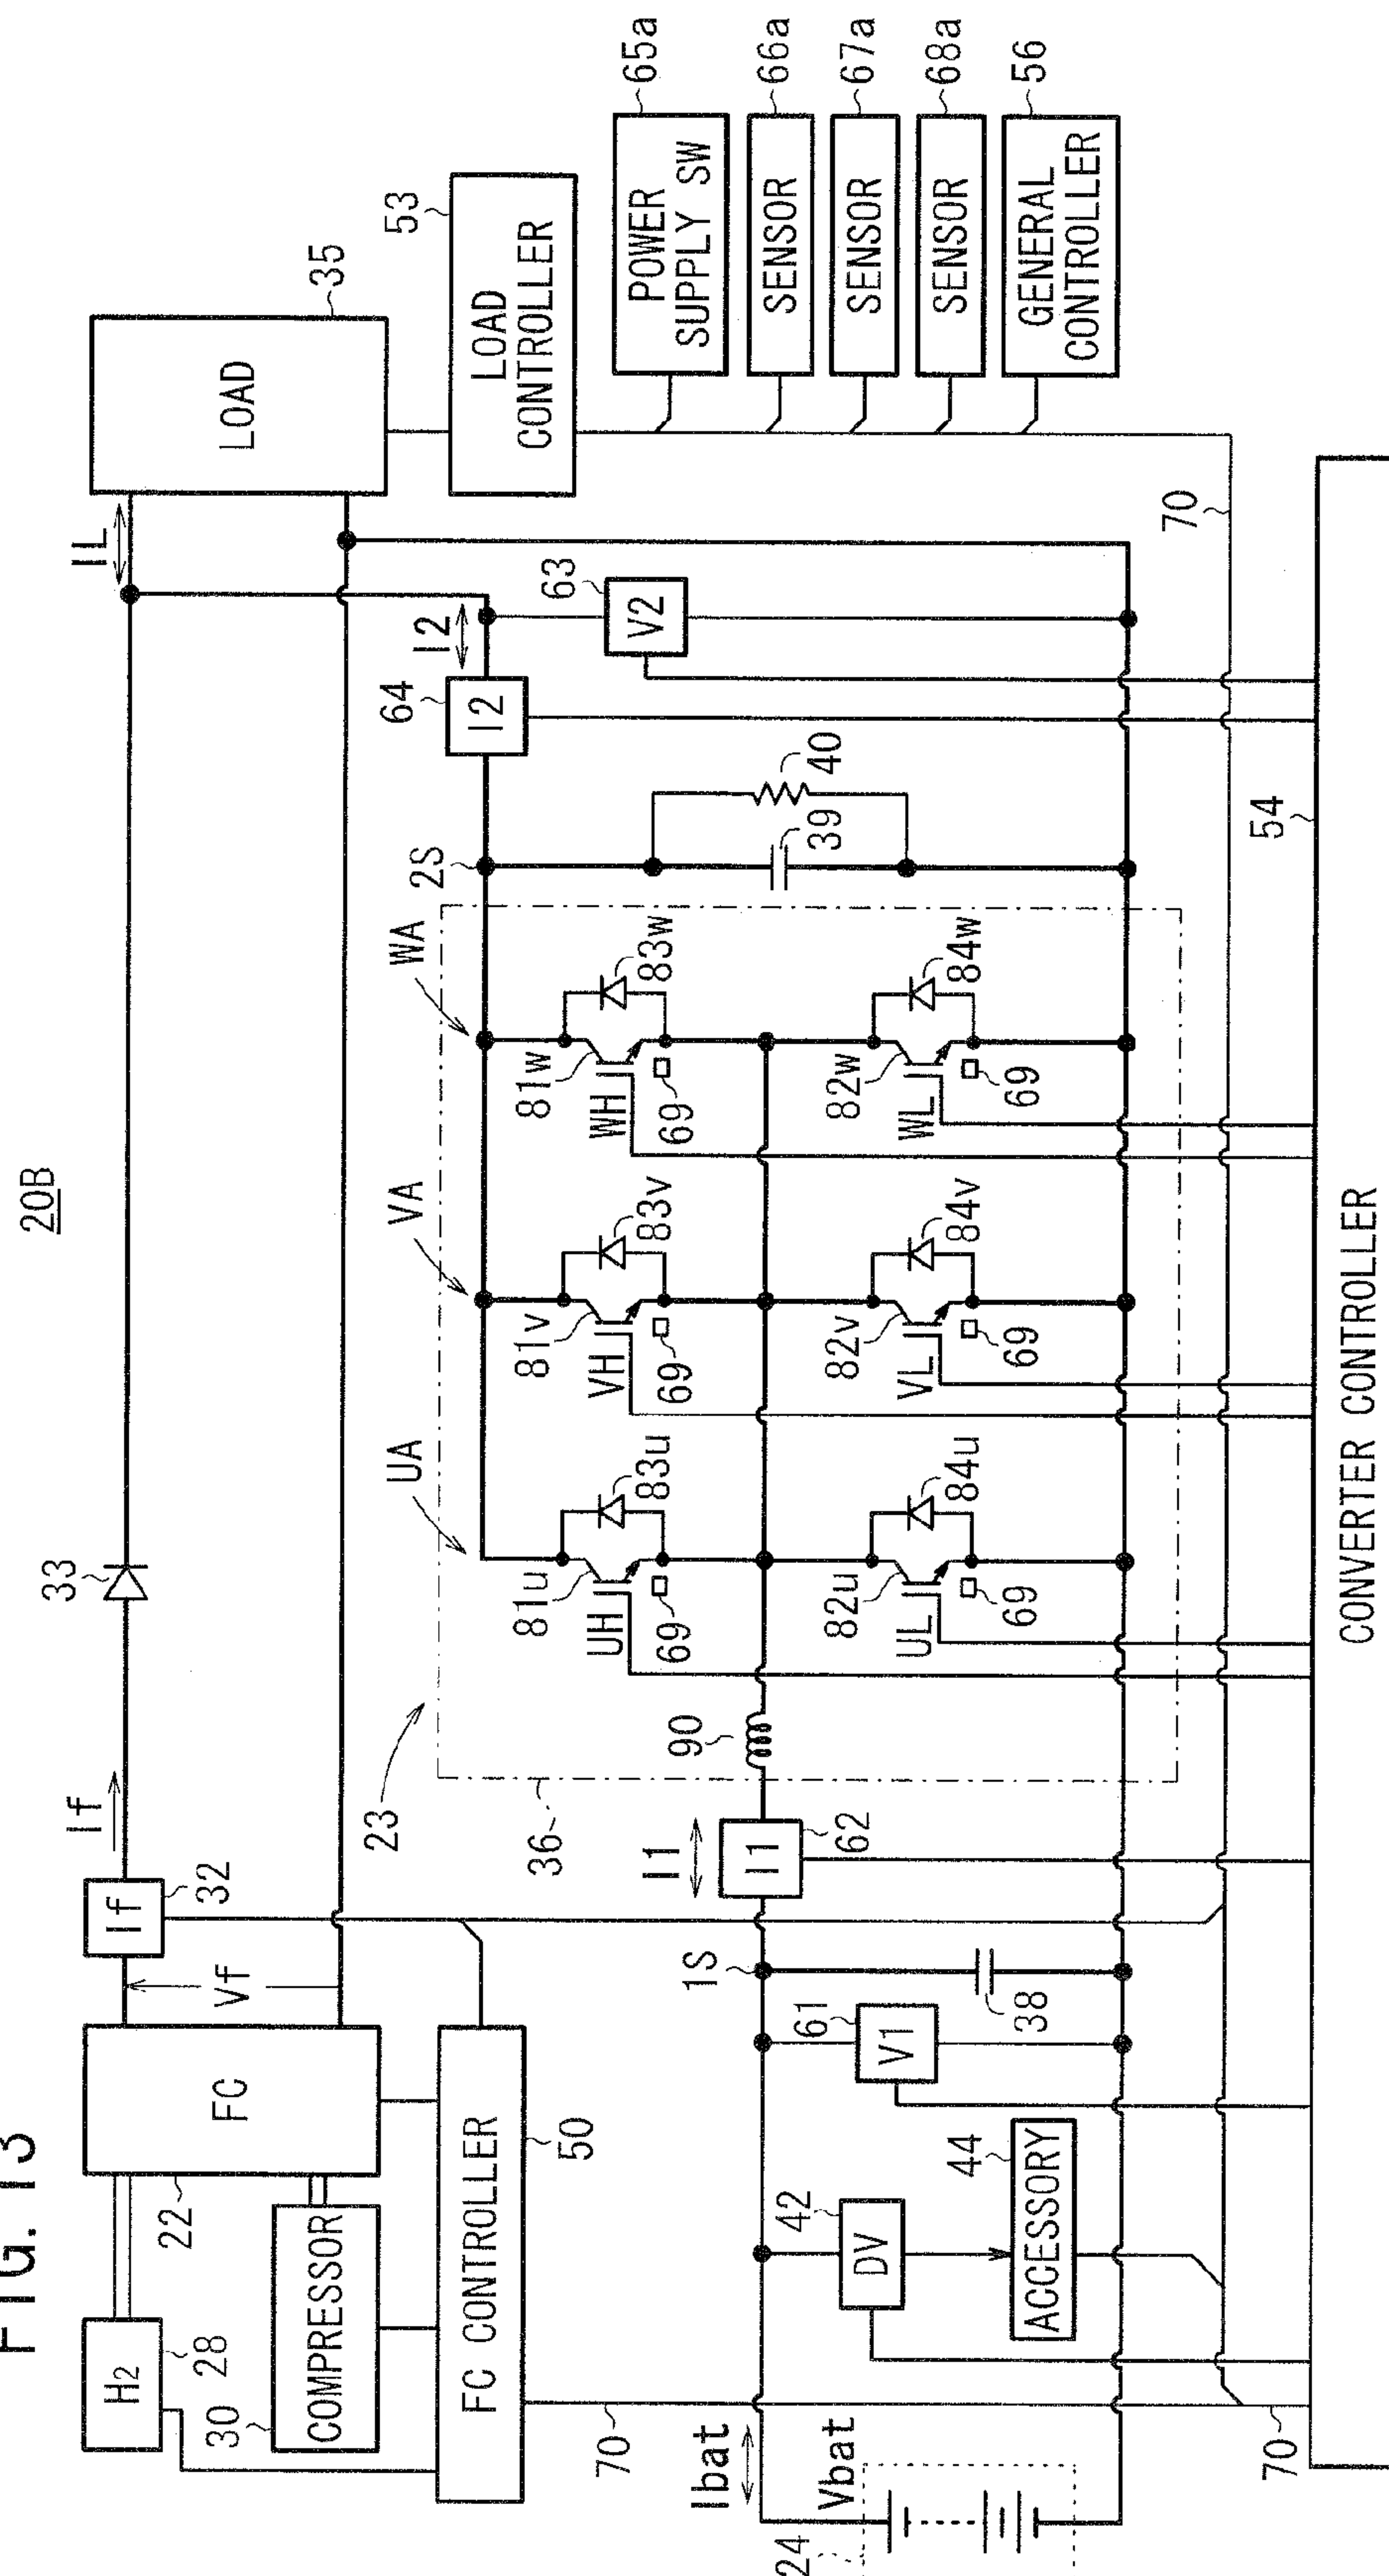 FIG. 13
20B
H2
28
30
COMPRESSOR
22
FC
Vf
If
32
If
33
IL
LOAD
35
FC CONTROLLER
50
53
LOAD
CONTROLLER
70
Ibat
Vbat
24
42
DV
44
ACCESSORY
61
V1
1S
38
I1
I1
62
36
23
90
UA
81u
83u
UH
69
82u
84u
UL
69
VA
81v
83v
VH
69
82v
84v
VL
69
WA
81w
83w
WH
69
82w
84w
WL
69
2S
39
40
64
I2
I2
63
V2
65a
POWER
SUPPLY SW
66a
SENSOR
67a
SENSOR
68a
SENSOR
56
GENERAL
CONTROLLER
70
70
54
CONVERTER CONTROLLER